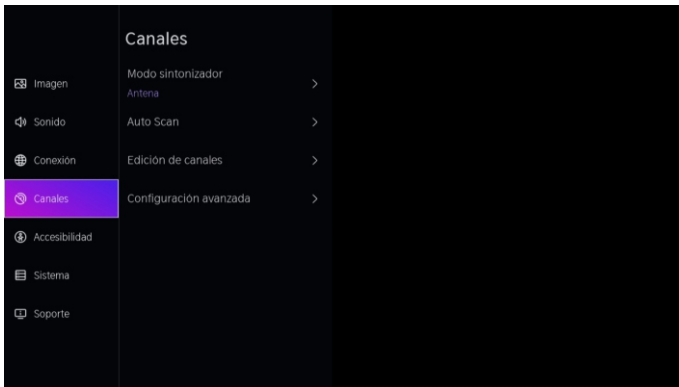 Canales
Imagen
Sonido
Conexión
Canales
Accesibilidad
Sistema
Soporte
Modo sintonizador
Antena
Auto Scan
Edición de canales
Configuración avanzada